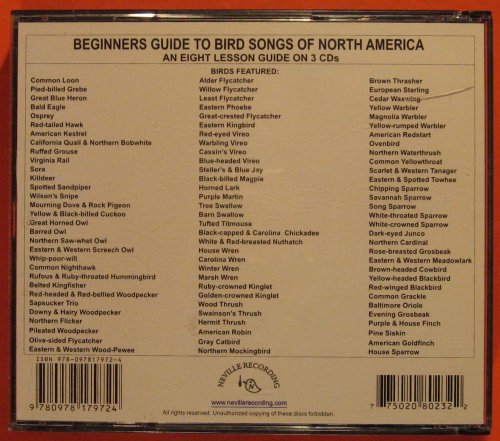 BEGINNERS GUIDE TO BIRD SONGS OF NORTH AMERICA
AN EIGHT LESSON GUIDE ON 3 CDs
BIRDS FEATURED:
Common Loon
Pied-billed Grebe
Great Blue Heron
Bald Eagle
Osprey
Red-tailed Hawk
American Kestrel
California Quail & Northern Bobwhite
Ruffed Grouse
Virginia Rail
Sora
Killdeer
Spotted Sandpiper
Wilson's Snipe
Mourning Dove & Rock Pigeon
Yellow & Black-billed Cuckoo
Great Horned Owl
Barred Owl
Northern Saw-whet Owl
Eastern & Western Screech Owl
Whip-poor-will
Common Nighthawk
Rufous & Ruby-throated Hummingbird
Belted Kingfisher
Red-headed & Red-bellied Woodpecker
Sapsucker Trio
Downy & Hairy Woodpecker
Northern Flicker
Pileated Woodpecker
Olive-sided Flycatcher
Eastern & Western Wood-Pewee
Alder Flycatcher
Willow Flycatcher
Least Flycatcher
Eastern Phoebe
Great-crested Flycatcher
Eastern Kingbird
Red-eyed Vireo
Warbling Vireo
Cassin's Vireo
Blue-headed Vireo
Steller's & Blue Jay
Black-billed Magpie
Horned Lark
Purple Martin
Tree Swallow
Barn Swallow
Tufted Titmouse
Black-capped & Carolina Chickadee
White & Red-breasted Nuthatch
House Wren
Carolina Wren
Winter Wren
Marsh Wren
Ruby-crowned Kinglet
Golden-crowned Kinglet
Wood Thrush
Swainson's Thrush
Hermit Thrush
American Robin
Gray Catbird
Northern Mockingbird
Brown Thrasher
European Starling
Cedar Waxwing
Yellow Warbler
Magnolia Warbler
Yellow-rumped Warbler
American Redstart
Ovenbird
Northern Waterthrush
Common Yellowthroat
Scarlet & Western Tanager
Eastern & Spotted Towhee
Chipping Sparrow
Savannah Sparrow
Song Sparrow
White-throated Sparrow
White-crowned Sparrow
Dark-eyed Junco
Northern Cardinal
Rose-breasted Grosbeak
Eastern & Western Meadowlark
Brown-headed Cowbird
Yellow-headed Blackbird
Red-winged Blackbird
Common Grackle
Baltimore Oriole
Evening Grosbeak
Purple & House Finch
Pine Siskin
American Goldfinch
House Sparrow
ISBN 978-097817972-4
9 780978 179724
NEVILLE RECORDING
www.nevillerecording.com
All rights reserved. Unauthorized copying of these discs forbidden.
7 75020 80232 2